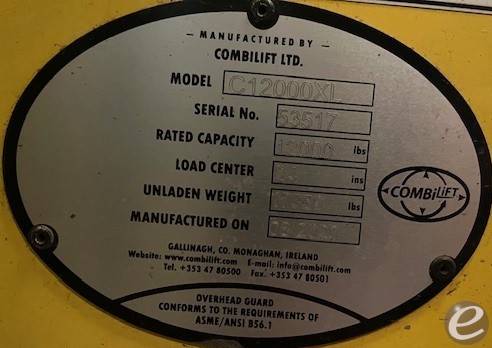 — MANUFACTURED BY —
COMBILIFT LTD.
MODEL C12000XL
SERIAL No. 53517
RATED CAPACITY 12000 lbs
LOAD CENTER ins
UNLADEN WEIGHT lbs
MANUFACTURED ON
COMBiLiFT
GALLINAGH, CO. MONAGHAN, IRELAND
Website: www.combilift.com E-mail: info@combilift.com
Tel. +353 47 80500 Fax. +353 47 80501
OVERHEAD GUARD
CONFORMS TO THE REQUIREMENTS OF
ASME/ANSI B56.1
e